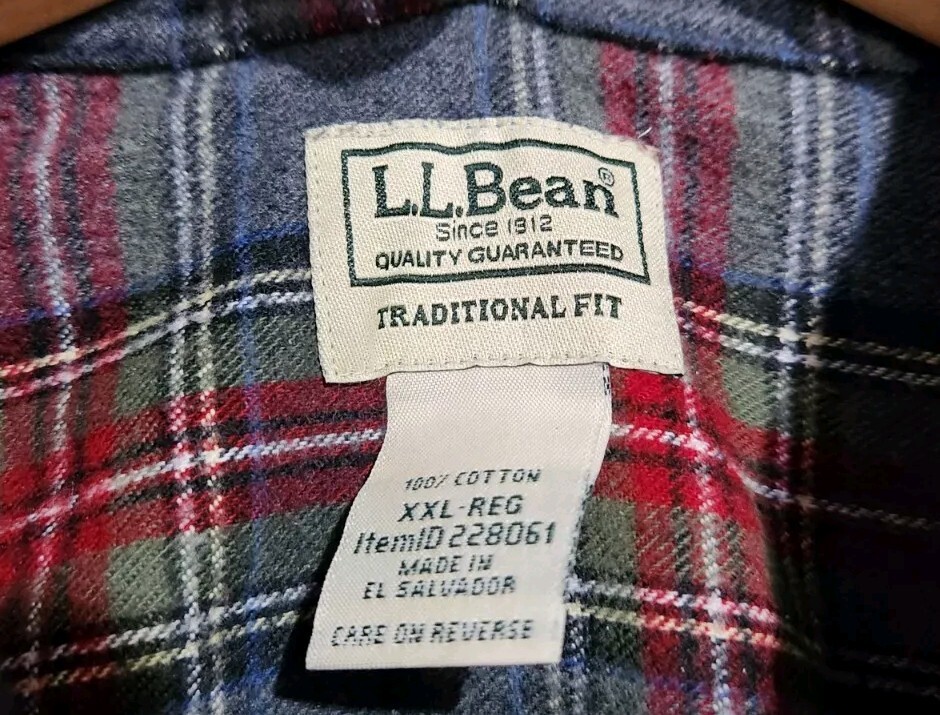 L.L.Bean®
Since 1912
QUALITY GUARANTEED
TRADITIONAL FIT
100% COTTON
XXL-REG
ItemID 228061
MADE IN
EL SALVADOR
CARE ON REVERSE